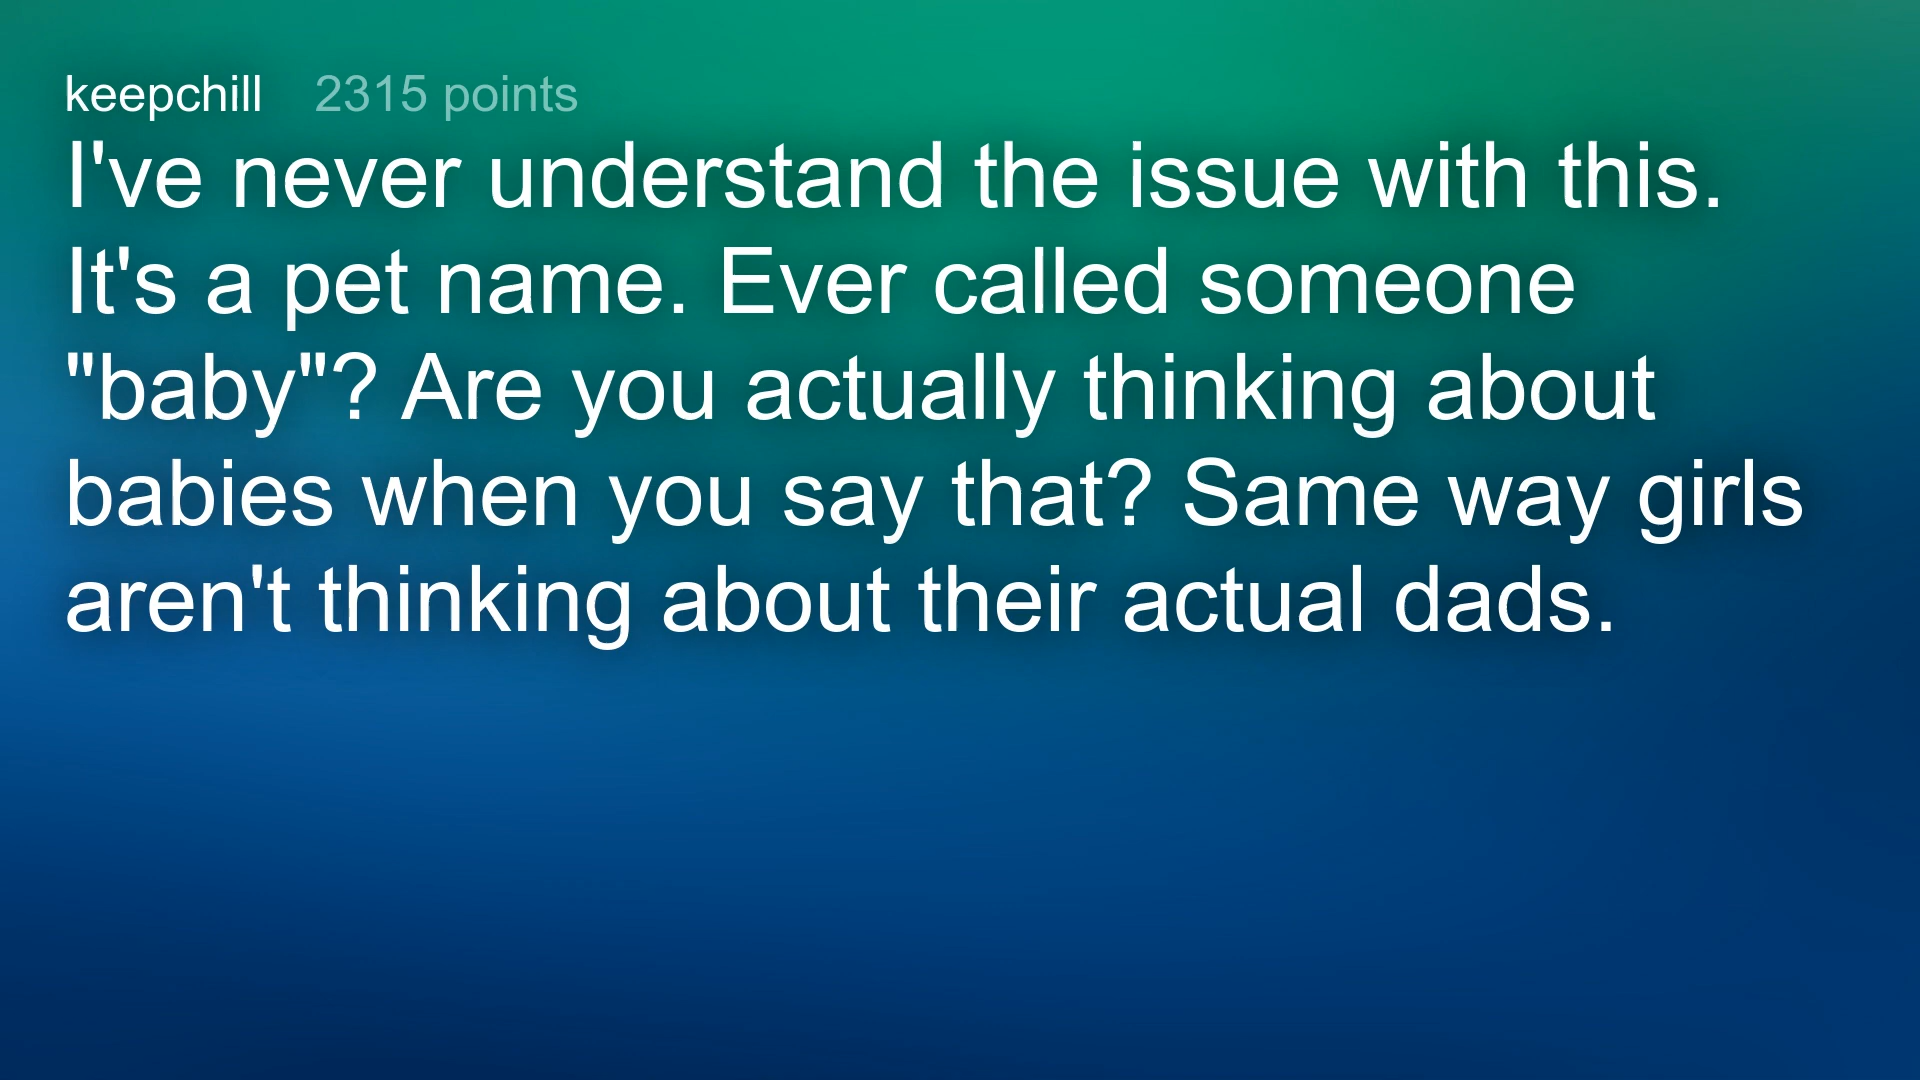 keepchill 2315 points
I've never understand the issue with this.
It's a pet name. Ever called someone
"baby"? Are you actually thinking about
babies when you say that? Same way girls
aren't thinking about their actual dads.